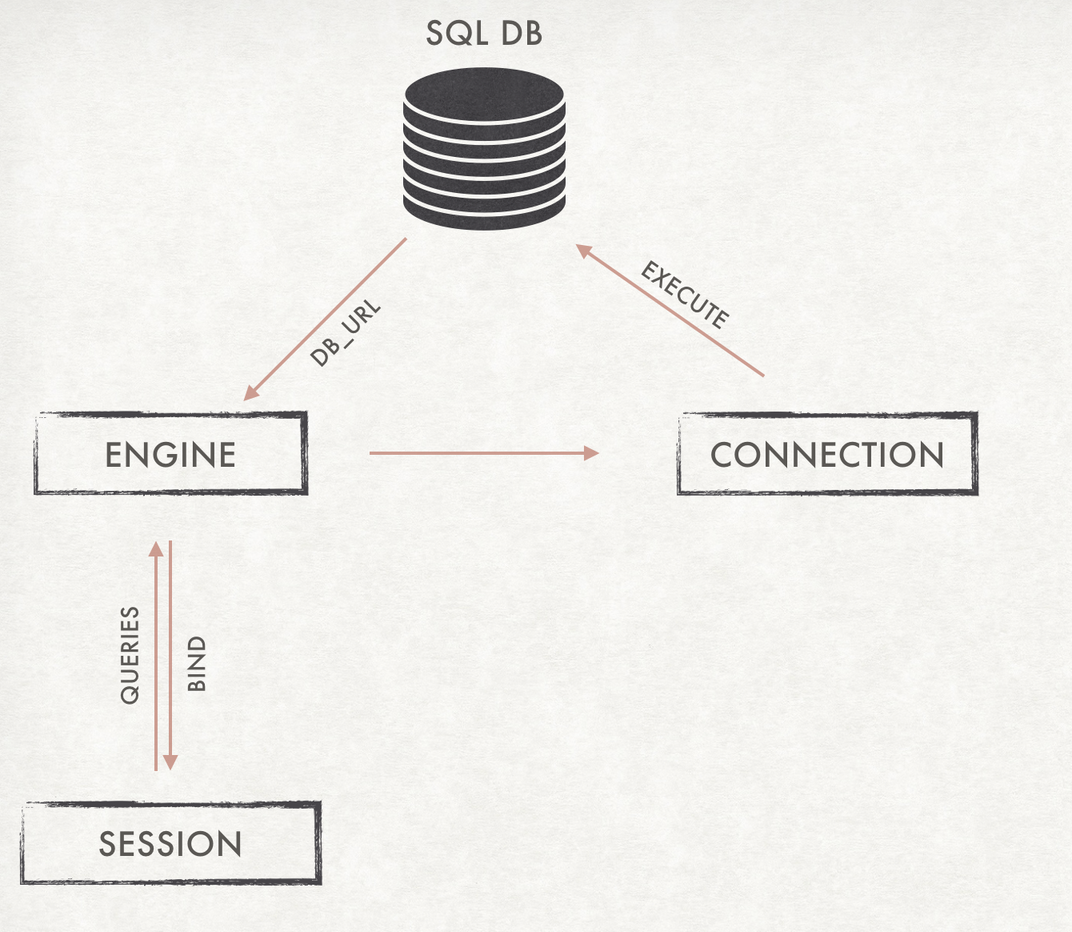 SQL DB
DB_URL
EXECUTE
ENGINE
CONNECTION
QUERIES
BIND
SESSION